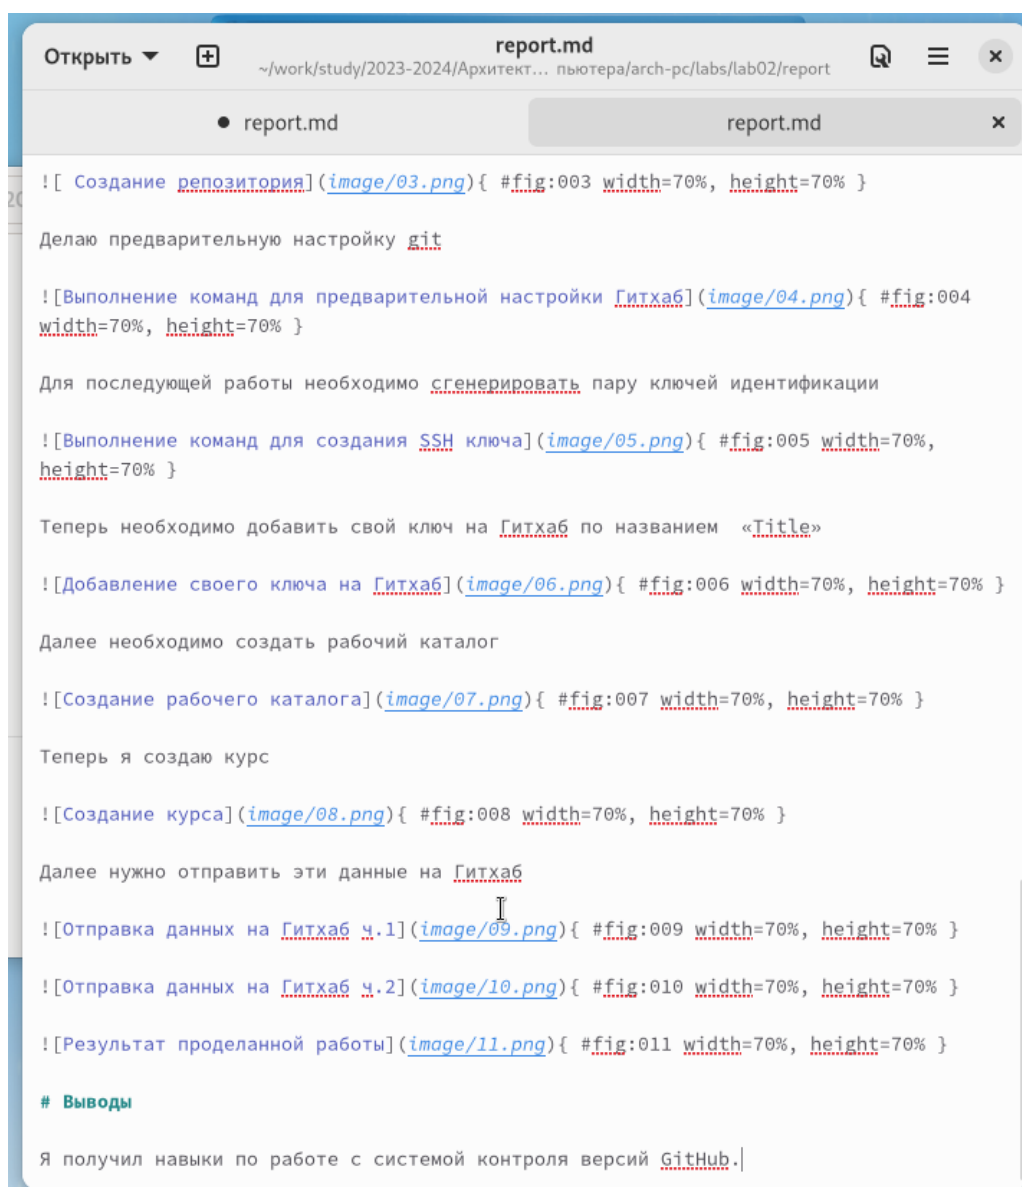 Открыть
report.md
~/work/study/2023-2024/Архитект… пьютера/arch-pc/labs/lab02/report
report.md
report.md
![ Создание репозитория](image/03.png){ #fig:003 width=70%, height=70% }
Делаю предварительную настройку git
![Выполнение команд для предварительной настройки Гитхаб](image/04.png){ #fig:004
width=70%, height=70% }
Для последующей работы необходимо сгенерировать пару ключей идентификации
![Выполнение команд для создания SSH ключа](image/05.png){ #fig:005 width=70%,
height=70% }
Теперь необходимо добавить свой ключ на Гитхаб по названием  «Title»
![Добавление своего ключа на Гитхаб](image/06.png){ #fig:006 width=70%, height=70% }
Далее необходимо создать рабочий каталог
![Создание рабочего каталога](image/07.png){ #fig:007 width=70%, height=70% }
Теперь я создаю курс
![Создание курса](image/08.png){ #fig:008 width=70%, height=70% }
Далее нужно отправить эти данные на Гитхаб
![Отправка данных на Гитхаб ч.1](image/09.png){ #fig:009 width=70%, height=70% }
![Отправка данных на Гитхаб ч.2](image/10.png){ #fig:010 width=70%, height=70% }
![Результат проделанной работы](image/11.png){ #fig:011 width=70%, height=70% }
# Выводы
Я получил навыки по работе с системой контроля версий GitHub.